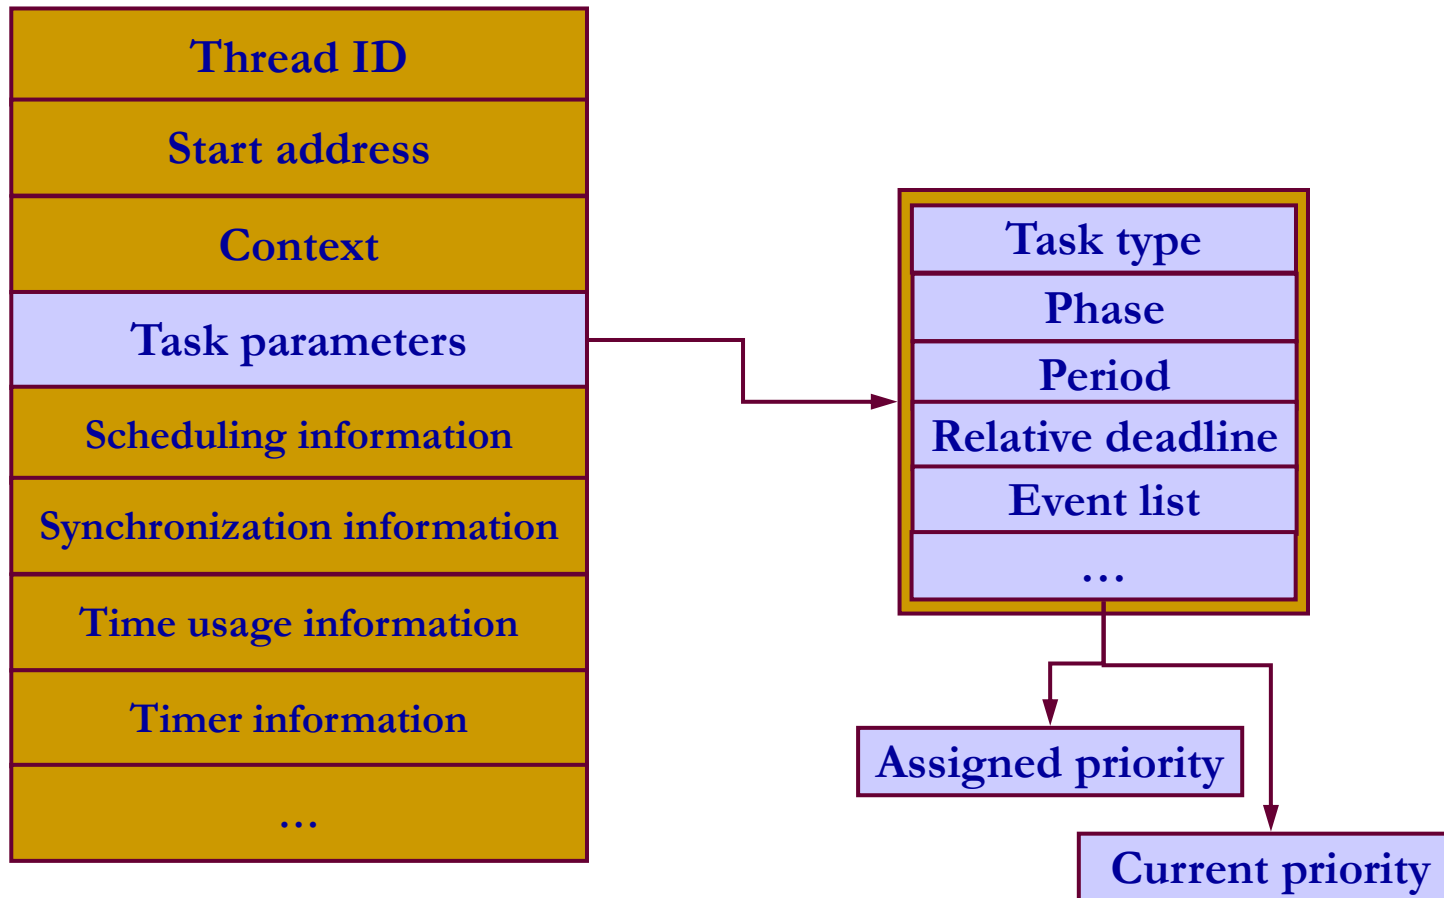 Thread ID
Start address
Context
Task parameters
Scheduling information
Synchronization information
Time usage information
Timer information
…
Task type
Phase
Period
Relative deadline
Event list
…
Assigned priority
Current priority